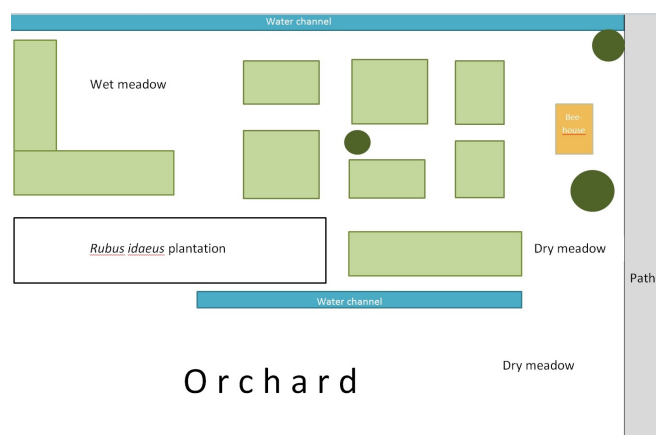 Water channel
Wet meadow
Bee-
house
Rubus idaeus plantation
Dry meadow
Path
Water channel
Dry meadow
Orchard